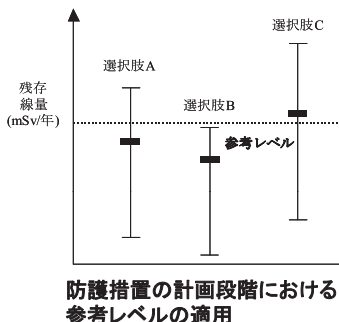 選択肢C
選択肢A
残存
線量
(mSv/年)
選択肢B
参考レベル
防護措置の計画段階における
参考レベルの適用